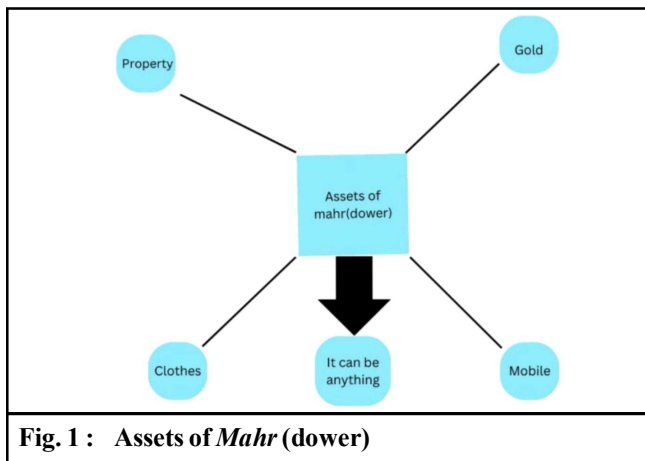 Property
Gold
Assets of
mahr(dower)
Clothes
It can be
anything
Mobile
Fig. 1 : Assets of Mahr (dower)